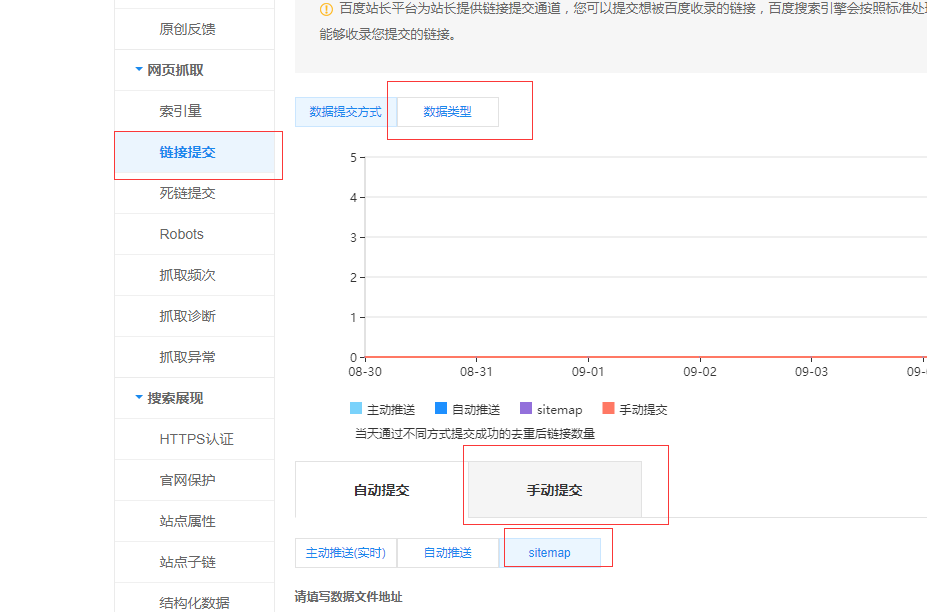 原创反馈
网页抓取
索引量
链接提交
死链提交
Robots
抓取频次
抓取诊断
抓取异常
搜索展现
HTTPS认证
官网保护
站点属性
站点子链
结构化数据
百度站长平台为站长提供链接提交通道，您可以提交想被百度收录的链接，百度搜索引擎会按照标准处
能够收录您提交的链接。
数据提交方式 数据类型
5
4
3
2
1
0
08-30 08-31 09-01 09-02 09-03 09-
主动推送 自动推送 sitemap 手动提交
当天通过不同方式提交成功的去重后链接数量
自动提交 手动提交
主动推送(实时) 自动推送 sitemap
请填写数据文件地址